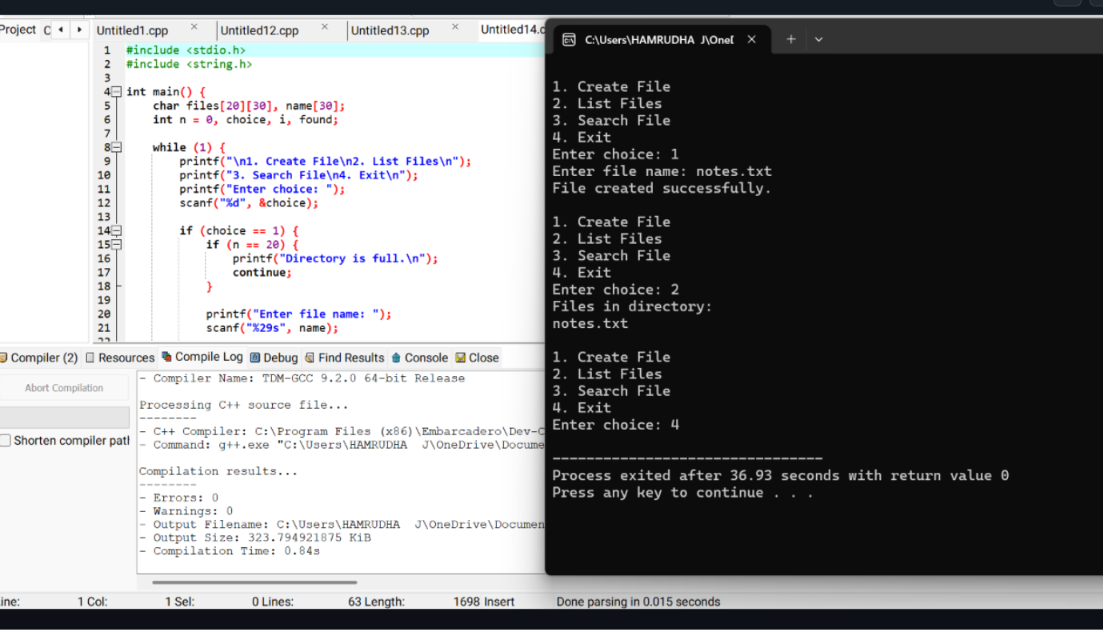 Project C
Untitled1.cpp × Untitled12.cpp × Untitled13.cpp × Untitled14.c
1 #include <stdio.h>
2 #include <string.h>
3
4 int main() {
5 char files[20][30], name[30];
6 int n = 0, choice, i, found;
7
8 while (1) {
9 printf("\n1. Create File\n2. List Files\n");
10 printf("3. Search File\n4. Exit\n");
11 printf("Enter choice: ");
12 scanf("%d", &choice);
13
14 if (choice == 1) {
15 if (n == 20) {
16 printf("Directory is full.\n");
17 continue;
18 }
19
20 printf("Enter file name: ");
21 scanf("%29s", name);
Compiler (2) Resources Compile Log Debug Find Results Console Close
Abort Compilation
Shorten compiler path
- Compiler Name: TDM-GCC 9.2.0 64-bit Release
Processing C++ source file...
--------
- C++ Compiler: C:\Program Files (x86)\Embarcadero\Dev-C
- Command: g++.exe "C:\Users\HAMRUDHA J\OneDrive\Docume
Compilation results...
--------
- Errors: 0
- Warnings: 0
- Output Filename: C:\Users\HAMRUDHA J\OneDrive\Documen
- Output Size: 323.794921875 KiB
- Compilation Time: 0.84s
ine: 1 Col: 1 Sel: 0 Lines: 63 Length: 1698 Insert Done parsing in 0.015 seconds
C:\Users\HAMRUDHA J\OneD × +
1. Create File
2. List Files
3. Search File
4. Exit
Enter choice: 1
Enter file name: notes.txt
File created successfully.
1. Create File
2. List Files
3. Search File
4. Exit
Enter choice: 2
Files in directory:
notes.txt
1. Create File
2. List Files
3. Search File
4. Exit
Enter choice: 4
--------------------------------
Process exited after 36.93 seconds with return value 0
Press any key to continue . . .